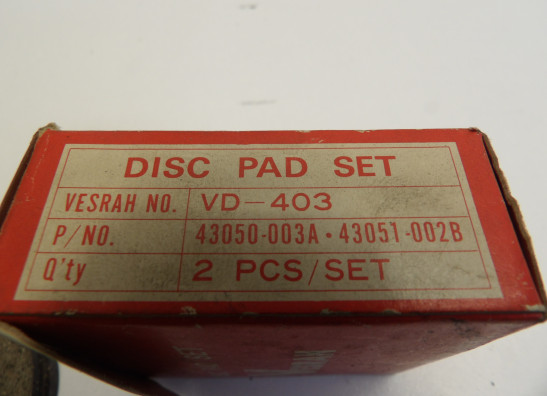 DISC PAD SET
VESRAH NO. VD-403
P/NO. 43050-003A · 43051-002B
Q'ty 2 PCS/SET